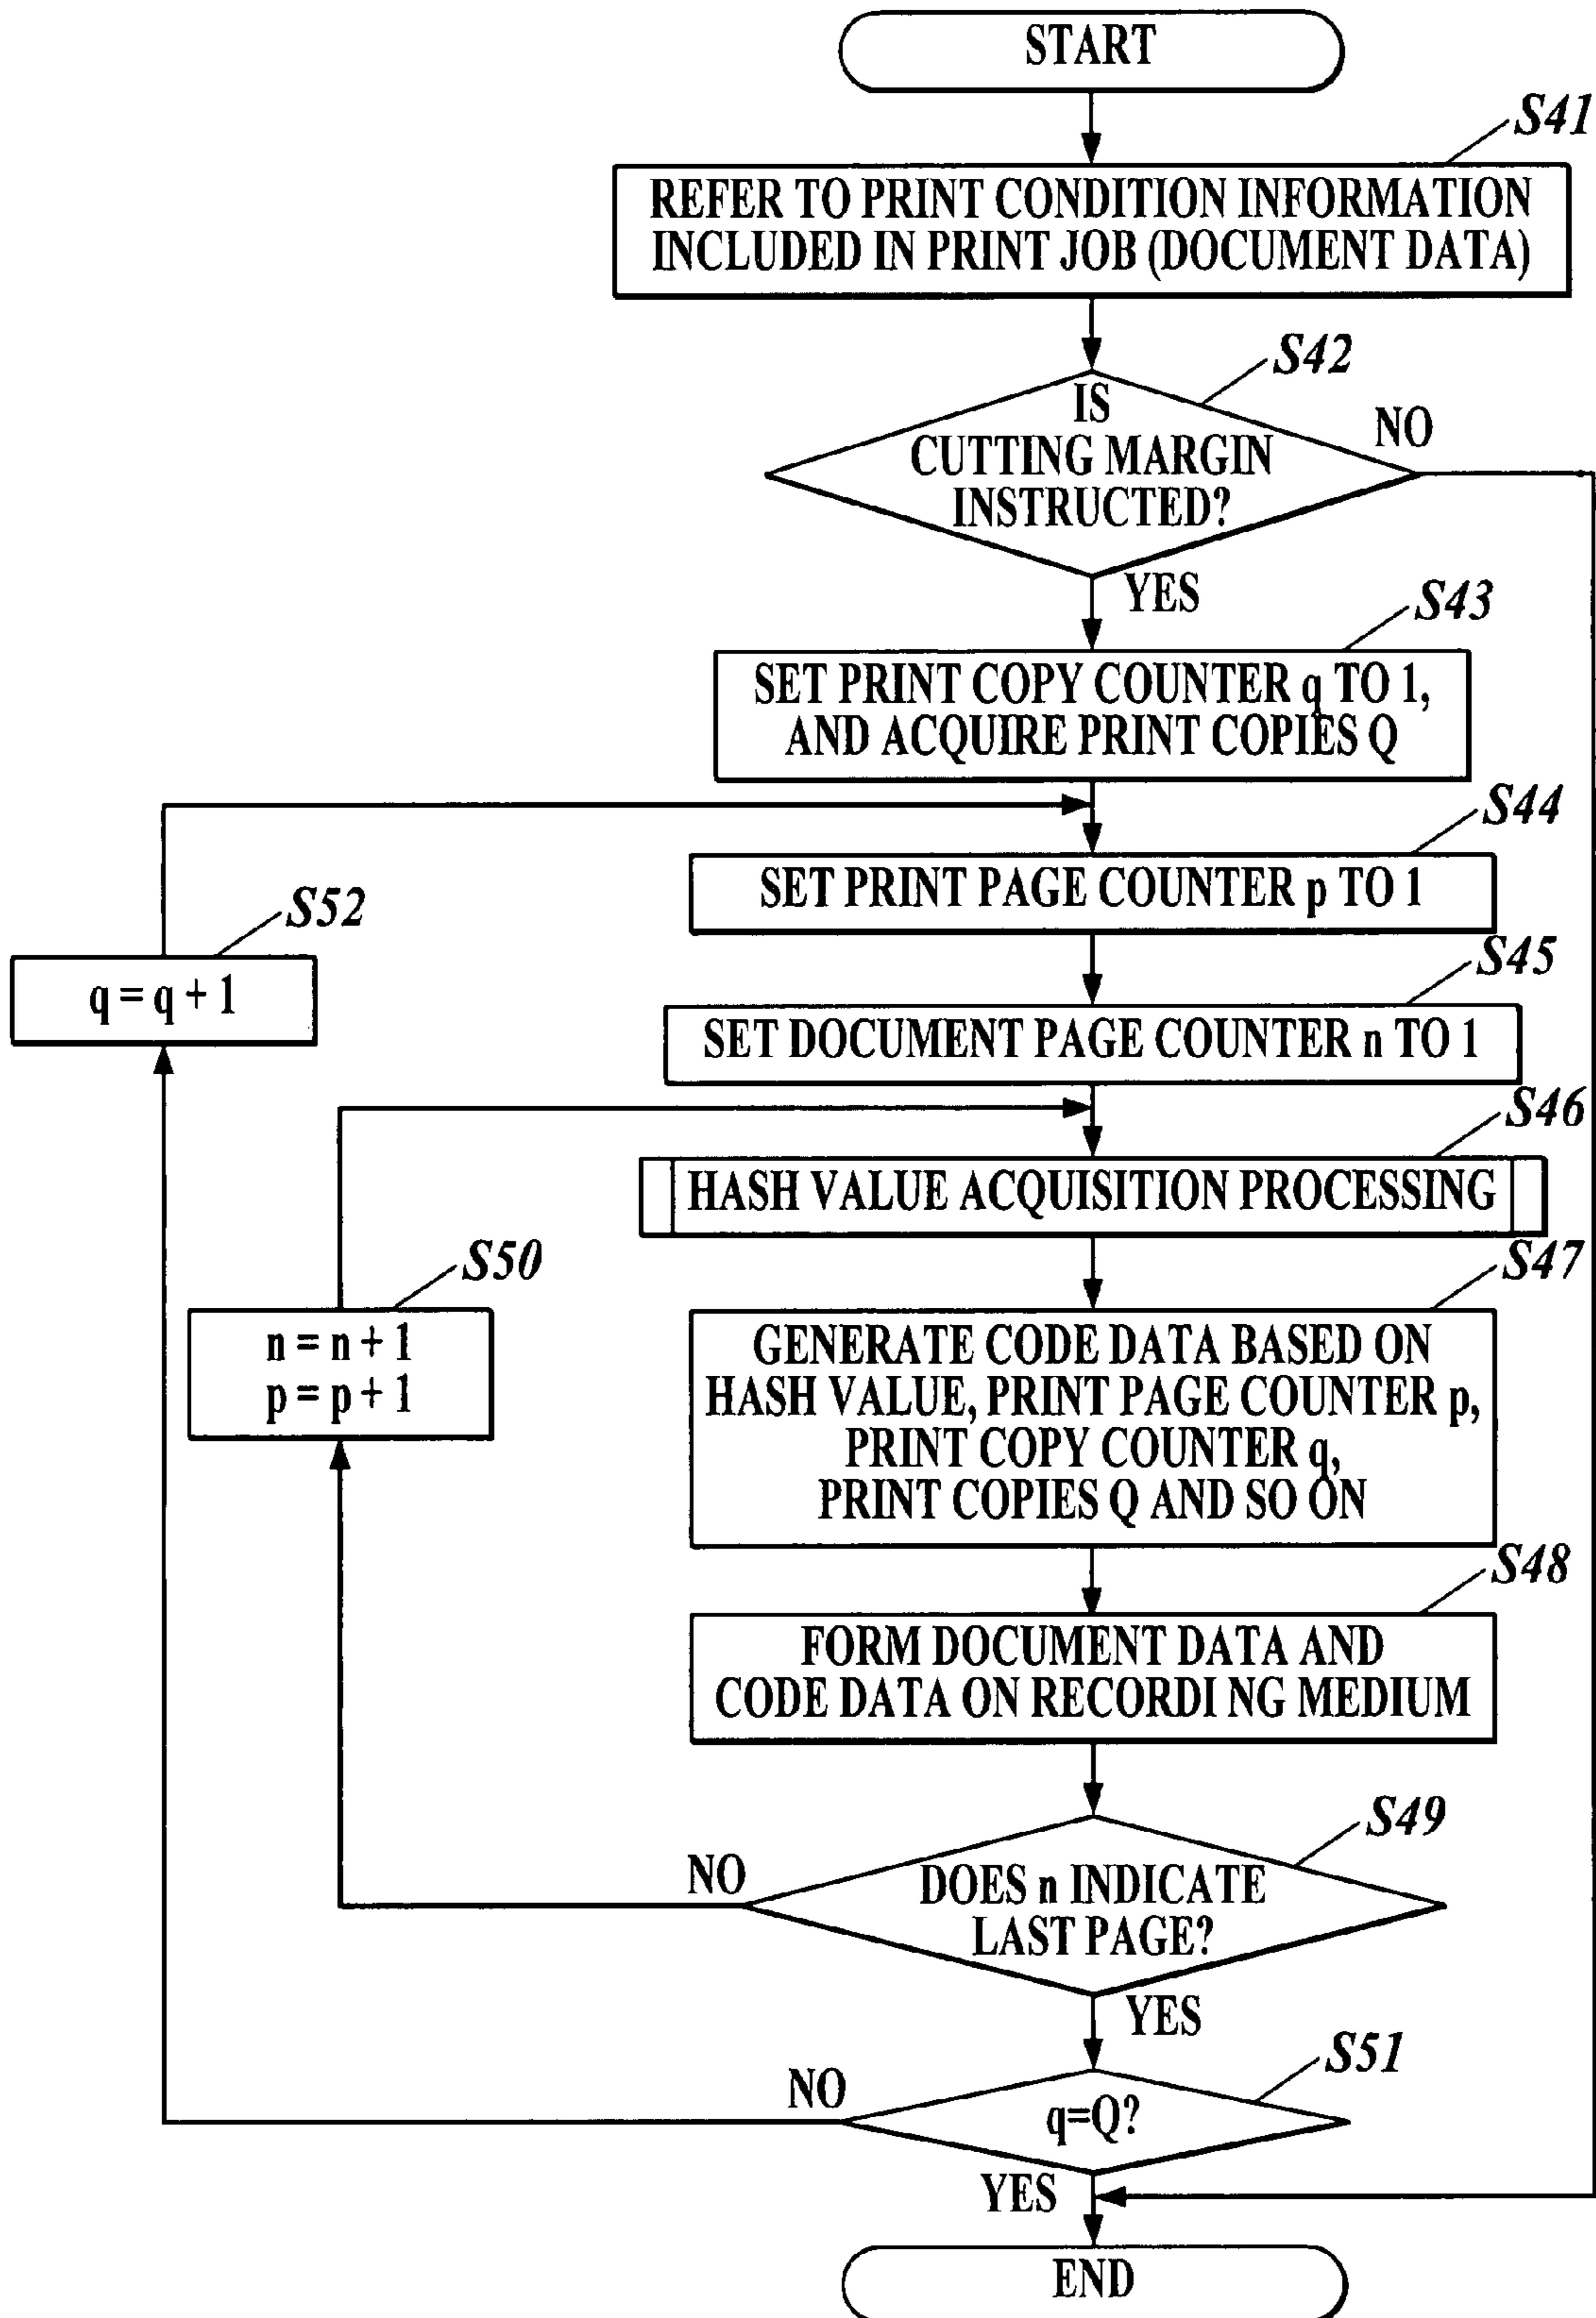 START
S41
REFER TO PRINT CONDITION INFORMATION
INCLUDED IN PRINT JOB (DOCUMENT DATA)
S42
IS
CUTTING MARGIN
INSTRUCTED?
NO
YES
S43
SET PRINT COPY COUNTER q TO 1,
AND ACQUIRE PRINT COPIES Q
S44
SET PRINT PAGE COUNTER p TO 1
S52
q = q + 1
S45
SET DOCUMENT PAGE COUNTER n TO 1
S46
HASH VALUE ACQUISITION PROCESSING
S50
n = n + 1
p = p + 1
S47
GENERATE CODE DATA BASED ON
HASH VALUE, PRINT PAGE COUNTER p,
PRINT COPY COUNTER q,
PRINT COPIES Q AND SO ON
S48
FORM DOCUMENT DATA AND
CODE DATA ON RECORDI NG MEDIUM
S49
NO
DOES n INDICATE
LAST PAGE?
YES
S51
NO
q=Q?
YES
END